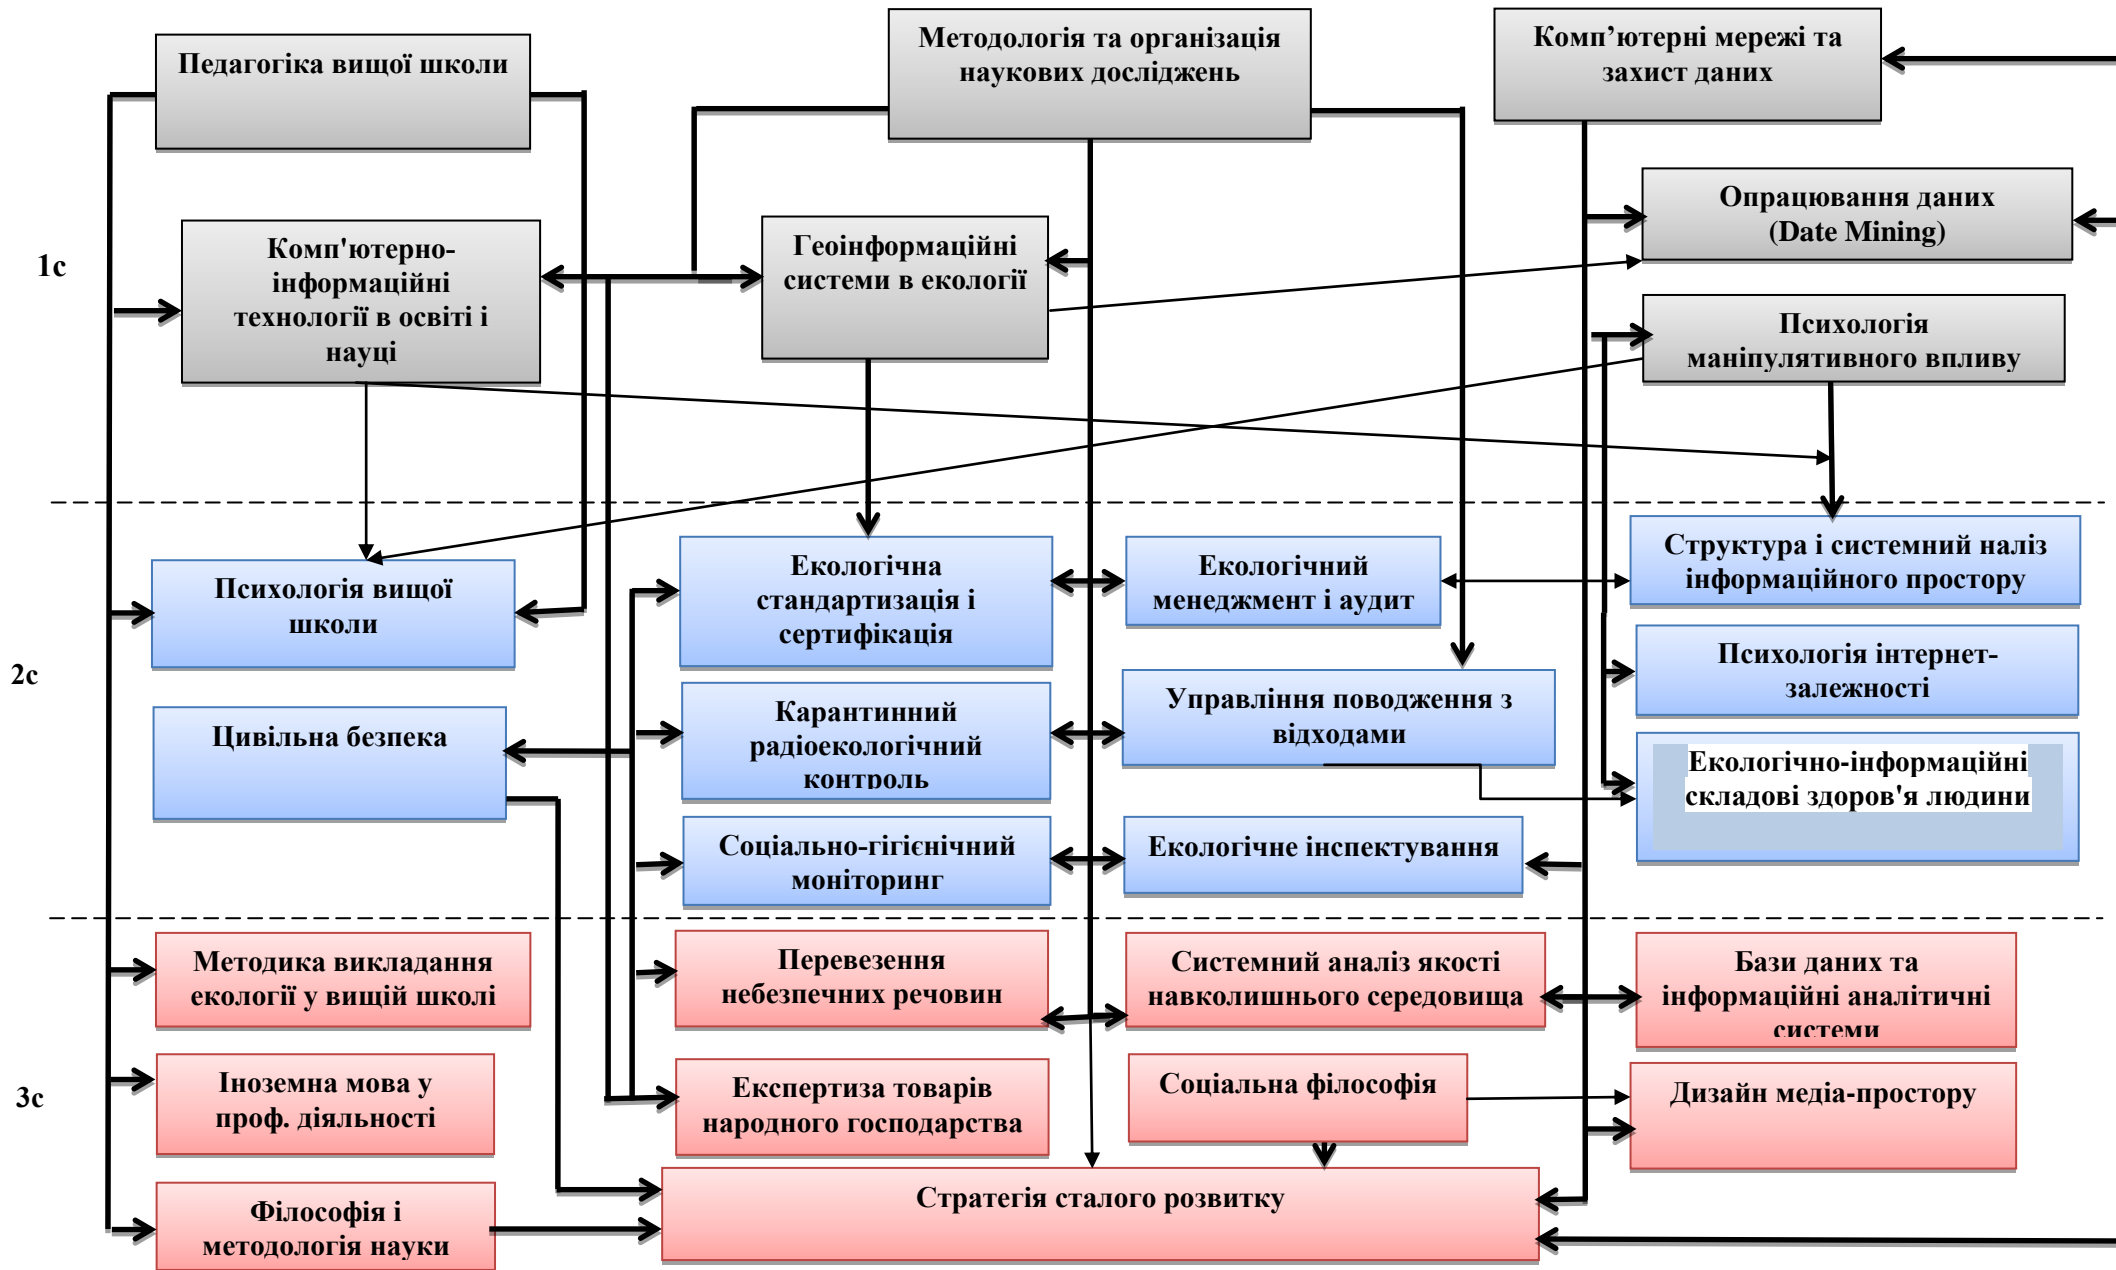 Педагогіка вищої школи
Методологія та організація
наукових досліджень
Комп’ютерні мережі та
захист даних
Опрацювання даних
(Date Mining)
1с
Комп'ютерно-
інформаційні
технології в освіті і
науці
Геоінформаційні
системи в екології
Психологія
маніпулятивного впливу
2с
Психологія вищої
школи
Екологічна
стандартизація і
сертифікація
Екологічний
менеджмент і аудит
Структура і системний наліз
інформаційного простору
Психологія інтернет-
залежності
Цивільна безпека
Карантинний
радіоекологічний
контроль
Управління поводження з
відходами
Екологічно-інформаційні
складові здоров'я людини
Соціально-гігієнічний
моніторинг
Екологічне інспектування
3с
Методика викладання
екології у вищій школі
Перевезення
небезпечних речовин
Системний аналіз якості
навколишнього середовища
Бази даних та
інформаційні аналітичні
системи
Іноземна мова у
проф. діяльності
Експертиза товарів
народного господарства
Соціальна філософія
Дизайн медіа-простору
Філософія і
методологія науки
Стратегія сталого розвитку